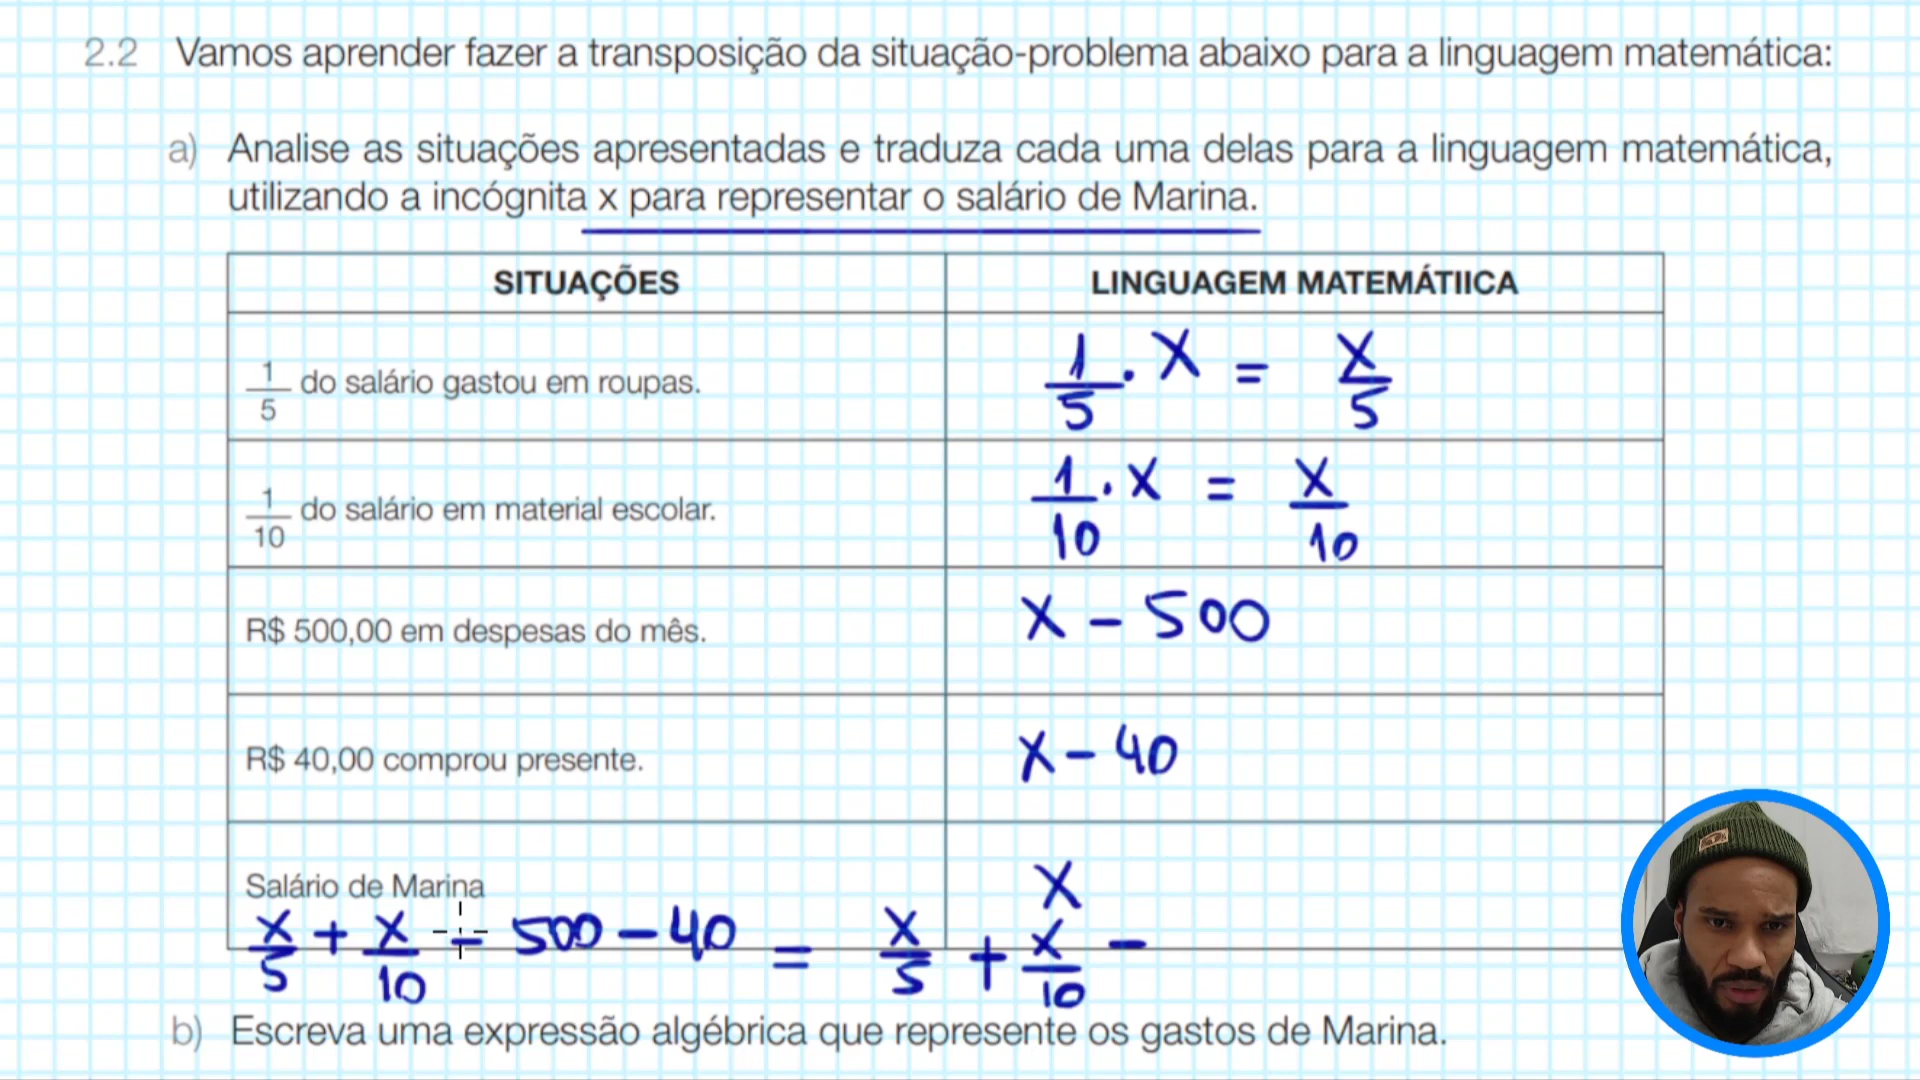 2.2 Vamos aprender fazer a transposição da situação-problema abaixo para a linguagem matemática:
a) Analise as situações apresentadas e traduza cada uma delas para a linguagem matemática,
utilizando a incógnita x para representar o salário de Marina.
SITUAÇÕES LINGUAGEM MATEMÁTIICA
1/5 do salário gastou em roupas. 1/5 . X = X/5
1/10 do salário em material escolar. 1/10 . X = X/10
R$ 500,00 em despesas do mês. X - 500
R$ 40,00 comprou presente. X - 40
Salário de Marina X
X/5 + X/10 - 500 - 40 = X/5 + X/10 -
b) Escreva uma expressão algébrica que represente os gastos de Marina.